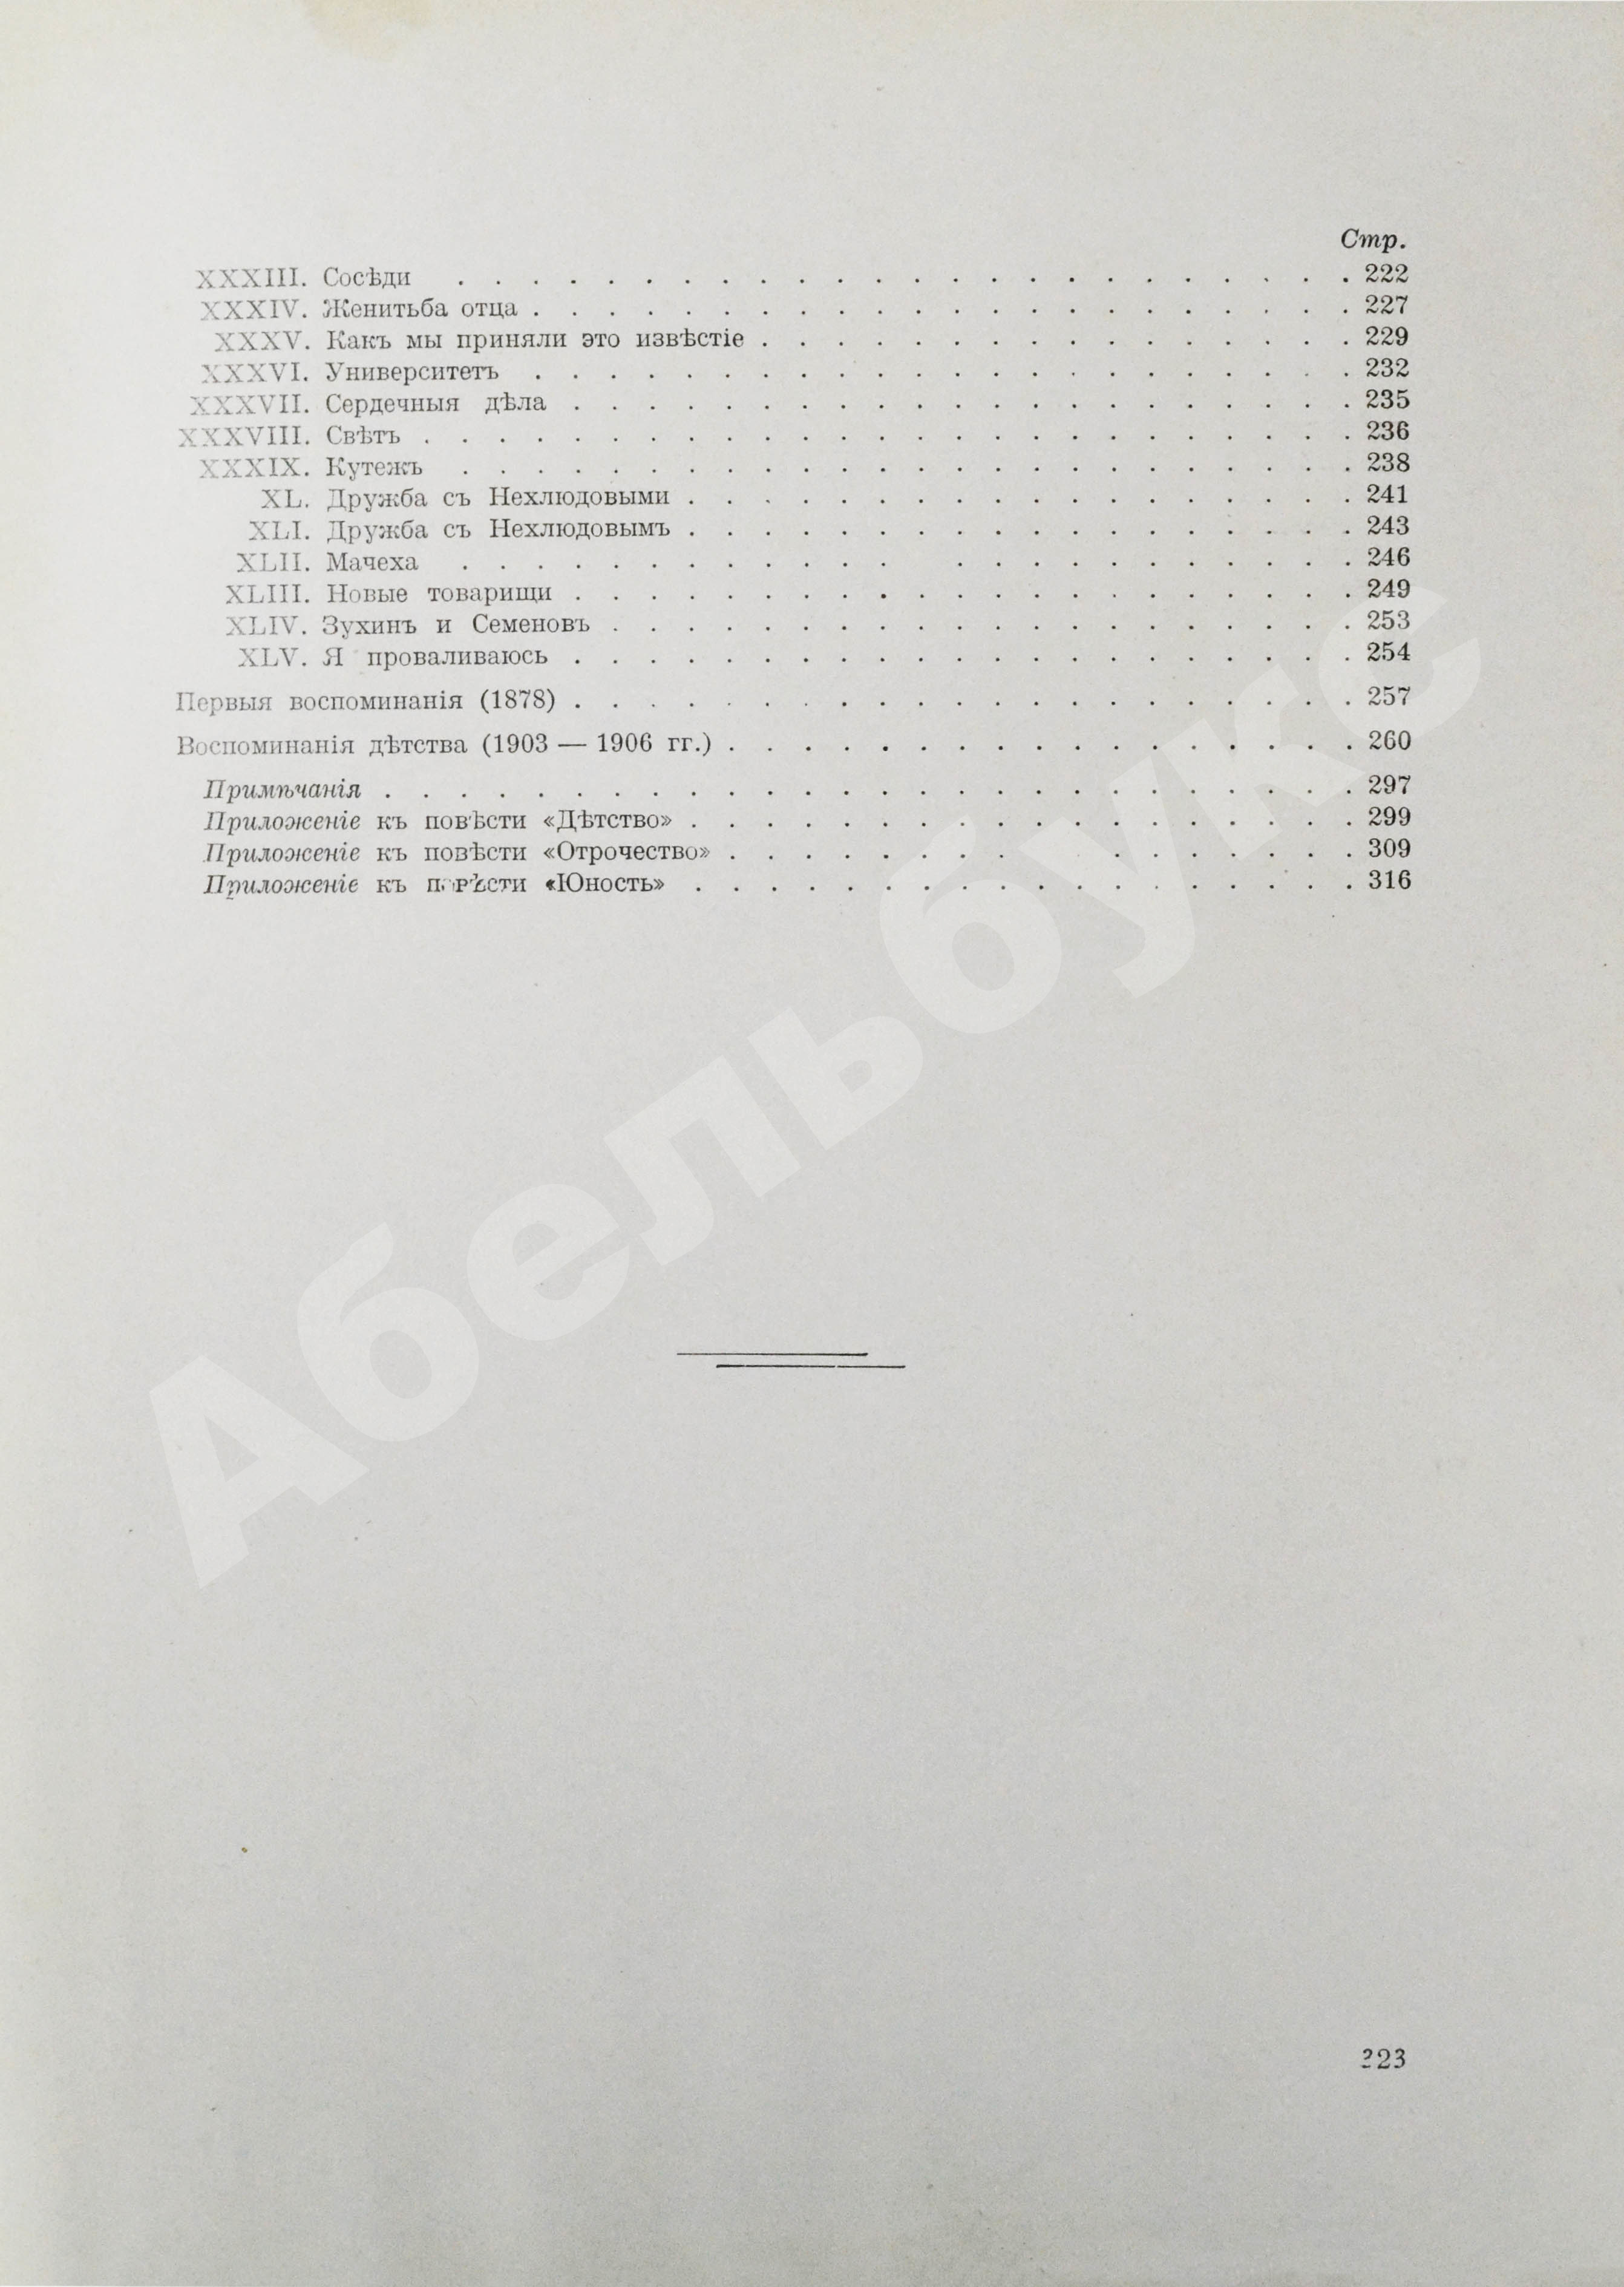 Стр.
XXXIII. Сосѣди . . . . . . . . . . . . . . . . . . . . . . . . 222
XXXIV. Женитьба отца . . . . . . . . . . . . . . . . . . . . . . 227
XXXV. Какъ мы приняли это извѣстіе . . . . . . . . . . . . . . . . 229
XXXVI. Университетъ . . . . . . . . . . . . . . . . . . . . . . 232
XXXVII. Сердечныя дѣла . . . . . . . . . . . . . . . . . . . . . 235
XXXVIII. Свѣтъ . . . . . . . . . . . . . . . . . . . . . . . . . 236
XXXIX. Кутежъ . . . . . . . . . . . . . . . . . . . . . . . . 238
XL. Дружба съ Нехлюдовыми . . . . . . . . . . . . . . . . . . 241
XLI. Дружба съ Нехлюдовымъ . . . . . . . . . . . . . . . . . . 243
XLII. Мачеха . . . . . . . . . . . . . . . . . . . . . . . 246
XLIII. Новые товарищи . . . . . . . . . . . . . . . . . . . . . 249
XLIV. Зухинъ и Семеновъ . . . . . . . . . . . . . . . . . . . . 253
XLV. Я проваливаюсь . . . . . . . . . . . . . . . . . . . . . 254
Первыя воспоминанія (1878) . . . . . . . . . . . . . . . . . . . . . 257
Воспоминанія дѣтства (1903 — 1906 гг.) . . . . . . . . . . . . . . . . . 260
Примѣчанія . . . . . . . . . . . . . . . . . . . . . . . . . . 297
Приложеніе къ повѣсти «Дѣтство» . . . . . . . . . . . . . . . . . . 299
Приложеніе къ повѣсти «Отрочество» . . . . . . . . . . . . . . . . 309
Приложеніе къ повѣсти «Юность» . . . . . . . . . . . . . . . . . . 316
Абельбукс
323